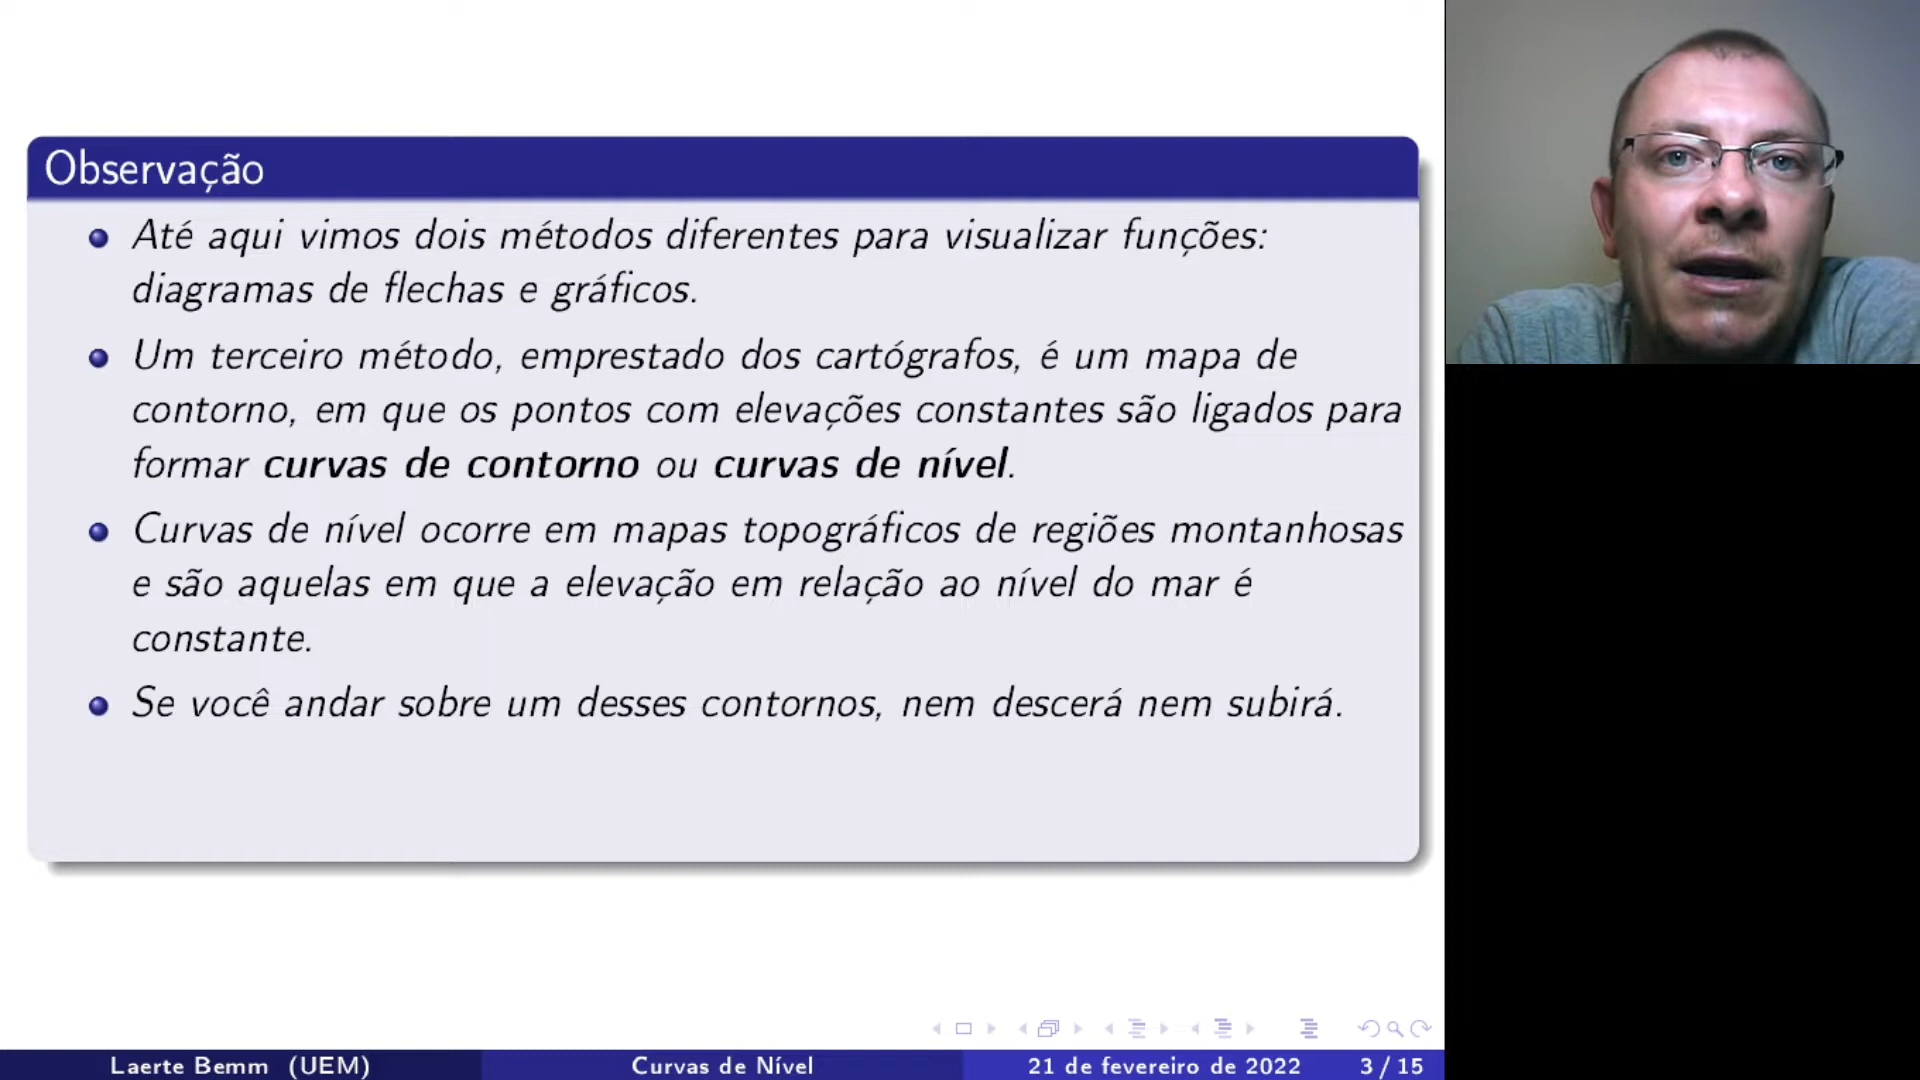 Observação
Até aqui vimos dois métodos diferentes para visualizar funções:
diagramas de flechas e gráficos.
Um terceiro método, emprestado dos cartógrafos, é um mapa de
contorno, em que os pontos com elevações constantes são ligados para
formar curvas de contorno ou curvas de nível.
Curvas de nível ocorre em mapas topográficos de regiões montanhosas
e são aquelas em que a elevação em relação ao nível do mar é
constante.
Se você andar sobre um desses contornos, nem descerá nem subirá.
Laerte Bemm (UEM) Curvas de Nível 21 de fevereiro de 2022 3 / 15